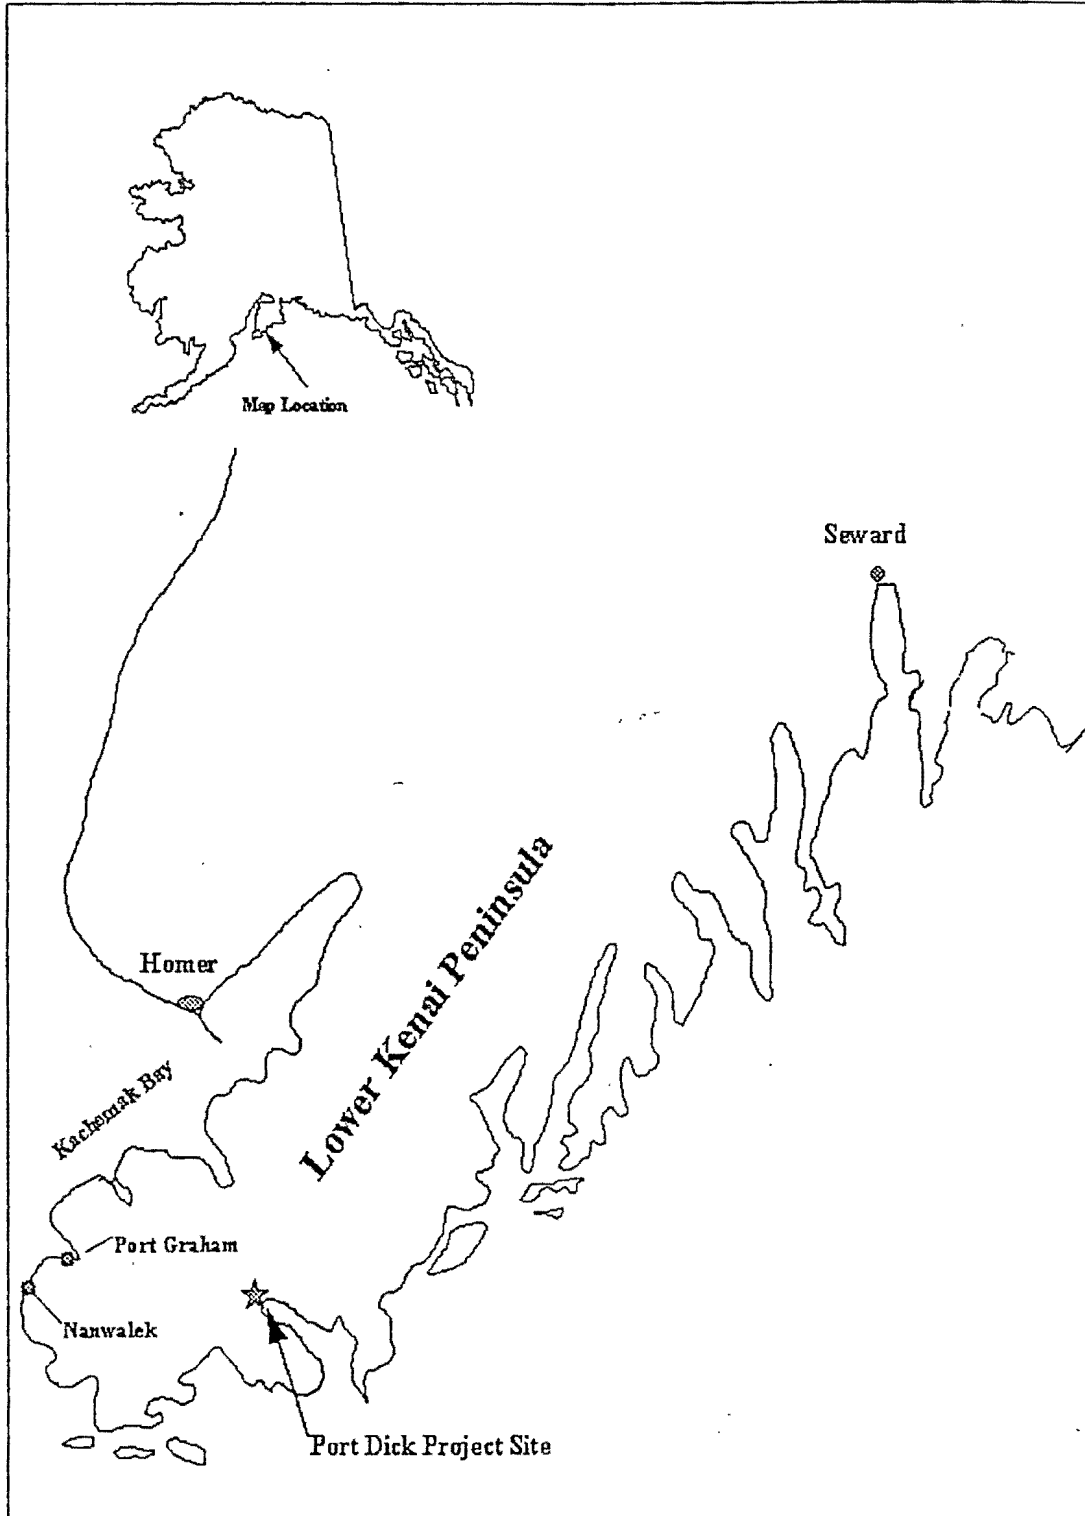 Map Location
Seward
Lower Kenai Peninsula
Homer
Kachemak Bay
Port Graham
Nanwalek
Port Dick Project Site